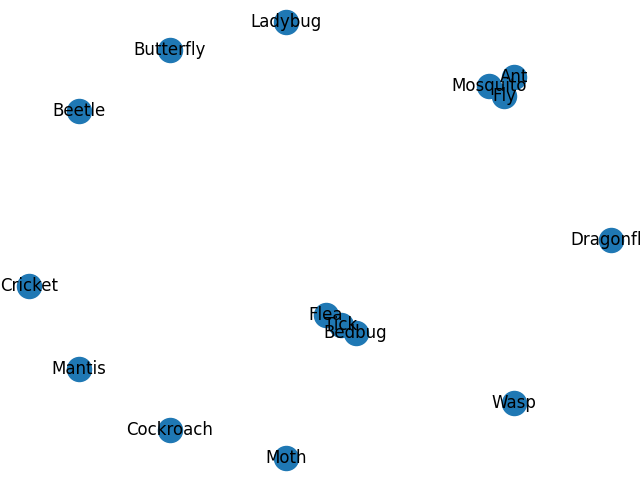 Ladybug
Butterfly
Ant
Mosquito
Fly
Beetle
Dragonfl
Cricket
Flea
Tick
Bedbug
Mantis
Wasp
Cockroach
Moth